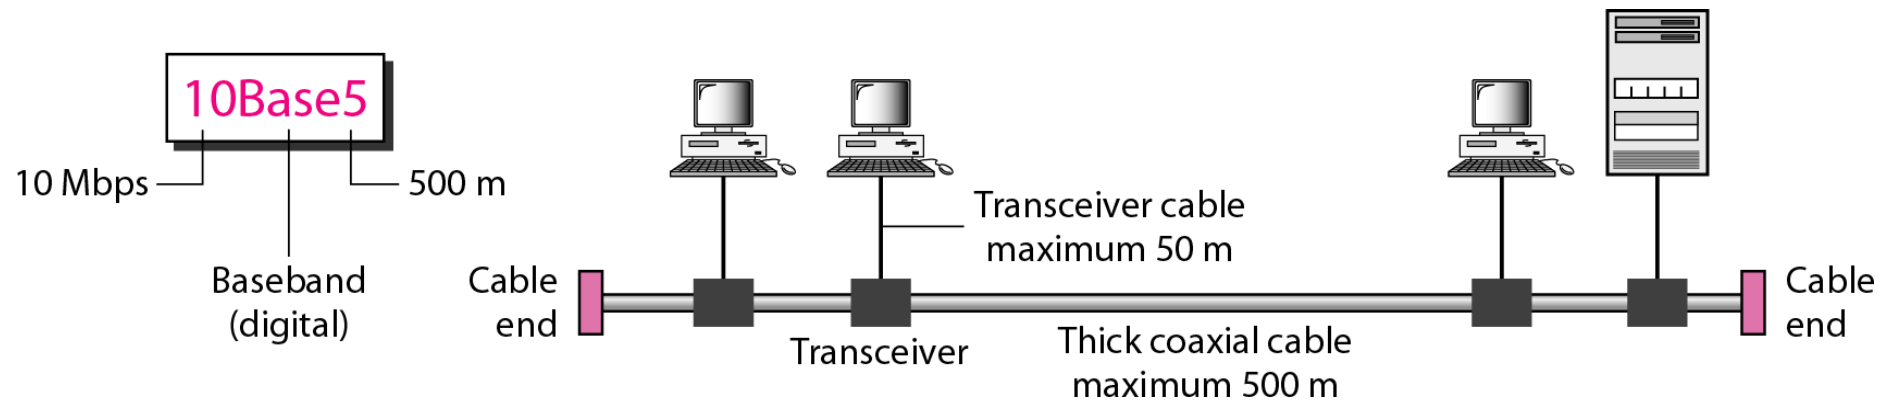 10Base5
10 Mbps
500 m
Baseband
(digital)
Cable
end
Transceiver
Transceiver cable
maximum 50 m
Thick coaxial cable
maximum 500 m
Cable
end